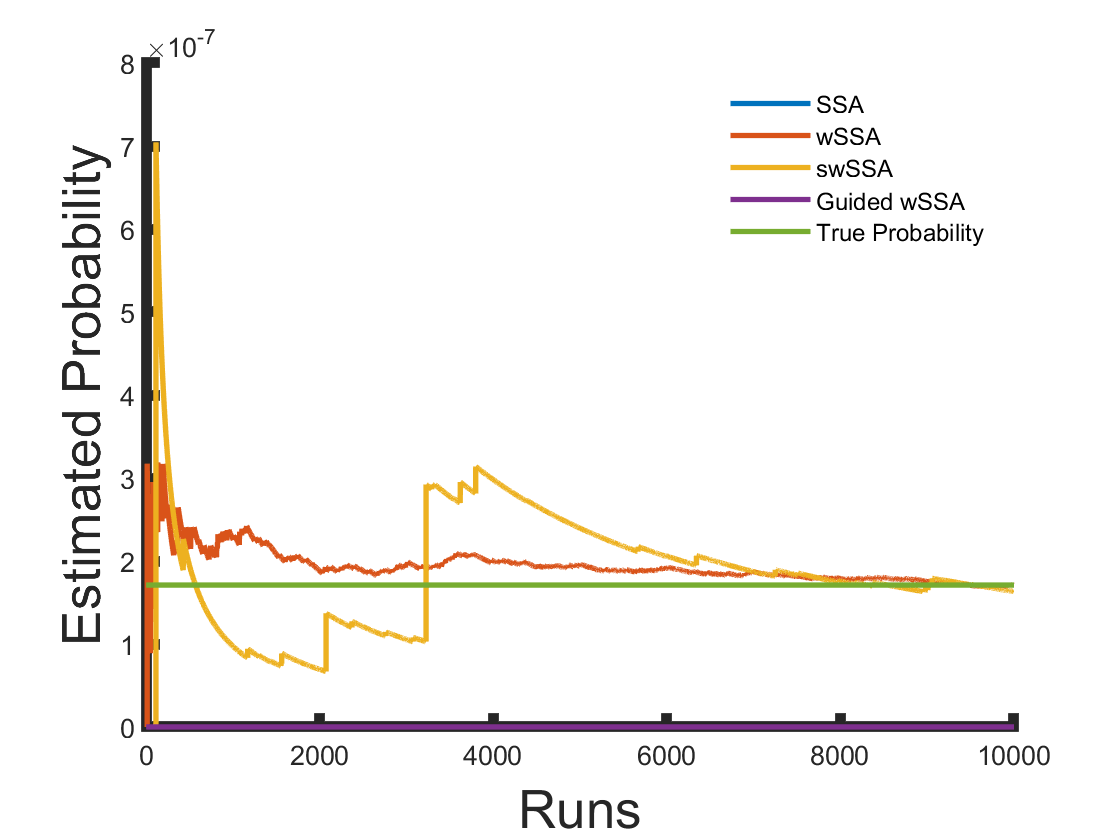 ×10-7
8
7
6
5
4
3
2
1
0
Estimated Probability
SSA
wSSA
swSSA
Guided wSSA
True Probability
0 2000 4000 6000 8000 10000
Runs